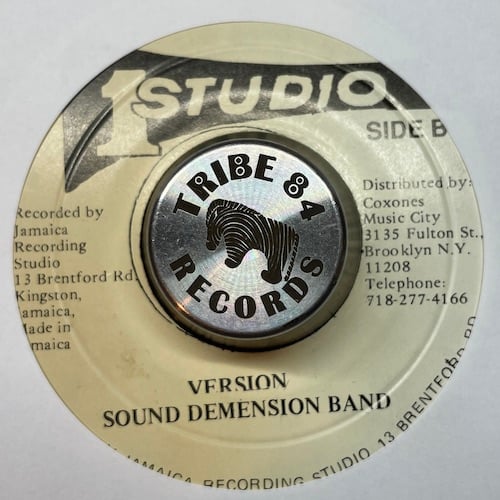 1 STUDIO
SIDE B
TRIBE 84
RECORDS
Recorded by
Jamaica
Recording
Studio
13 Brentford Rd.
Kingston,
Jamaica,
Made in
Jamaica
Distributed by:
Coxones
Music City
3135 Fulton St.,
Brooklyn N.Y.
11208
Telephone:
718-277-4166
VERSION
SOUND DEMENSION BAND
JAMAICA RECORDING STUDIO 13 BRENTFORD RD